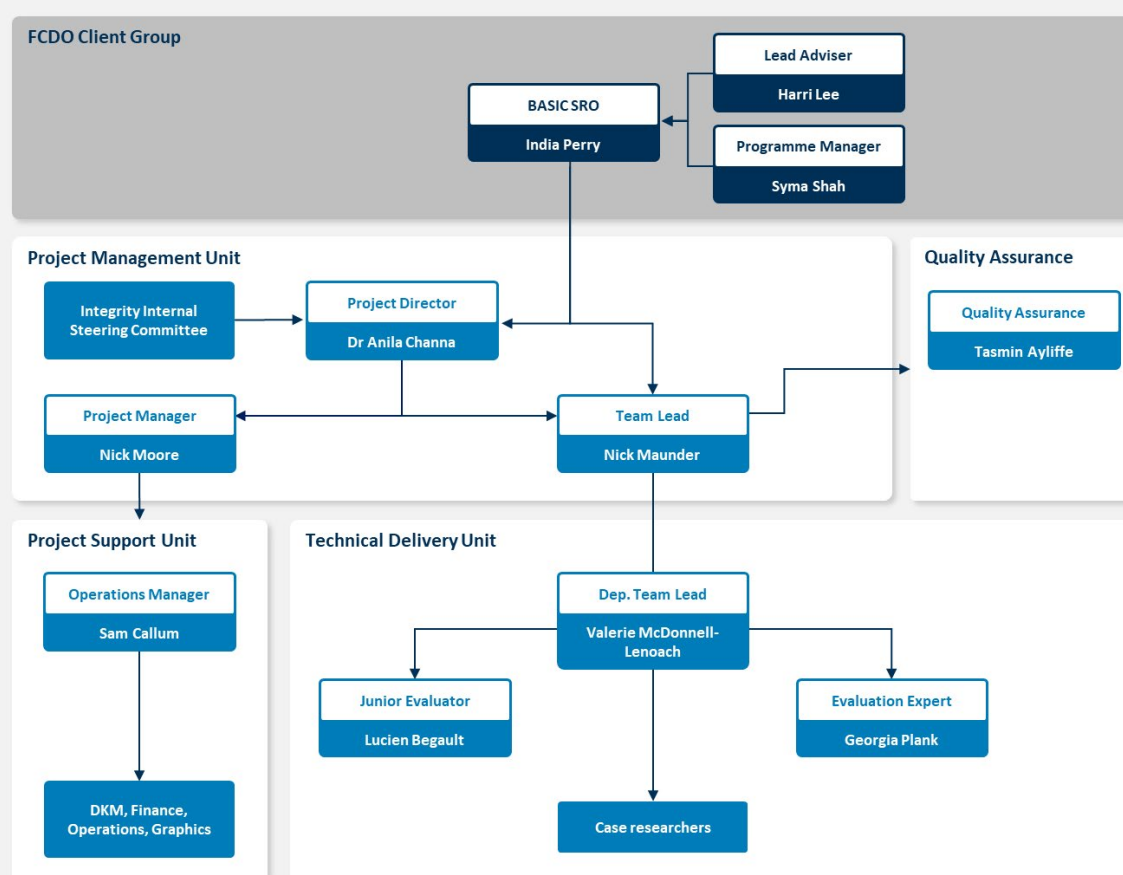 FCDO Client Group
Lead Adviser
Harri Lee
BASIC SRO
India Perry
Programme Manager
Syma Shah
Project Management Unit
Quality Assurance
Integrity Internal
Steering Committee
Project Director
Dr Anila Channa
Quality Assurance
Tasmin Ayliffe
Project Manager
Nick Moore
Team Lead
Nick Maunder
Project Support Unit
Technical Delivery Unit
Operations Manager
Sam Callum
Dep. Team Lead
Valerie McDonnell-
Lenoach
Junior Evaluator
Lucien Begault
Evaluation Expert
Georgia Plank
DKM, Finance,
Operations, Graphics
Case researchers